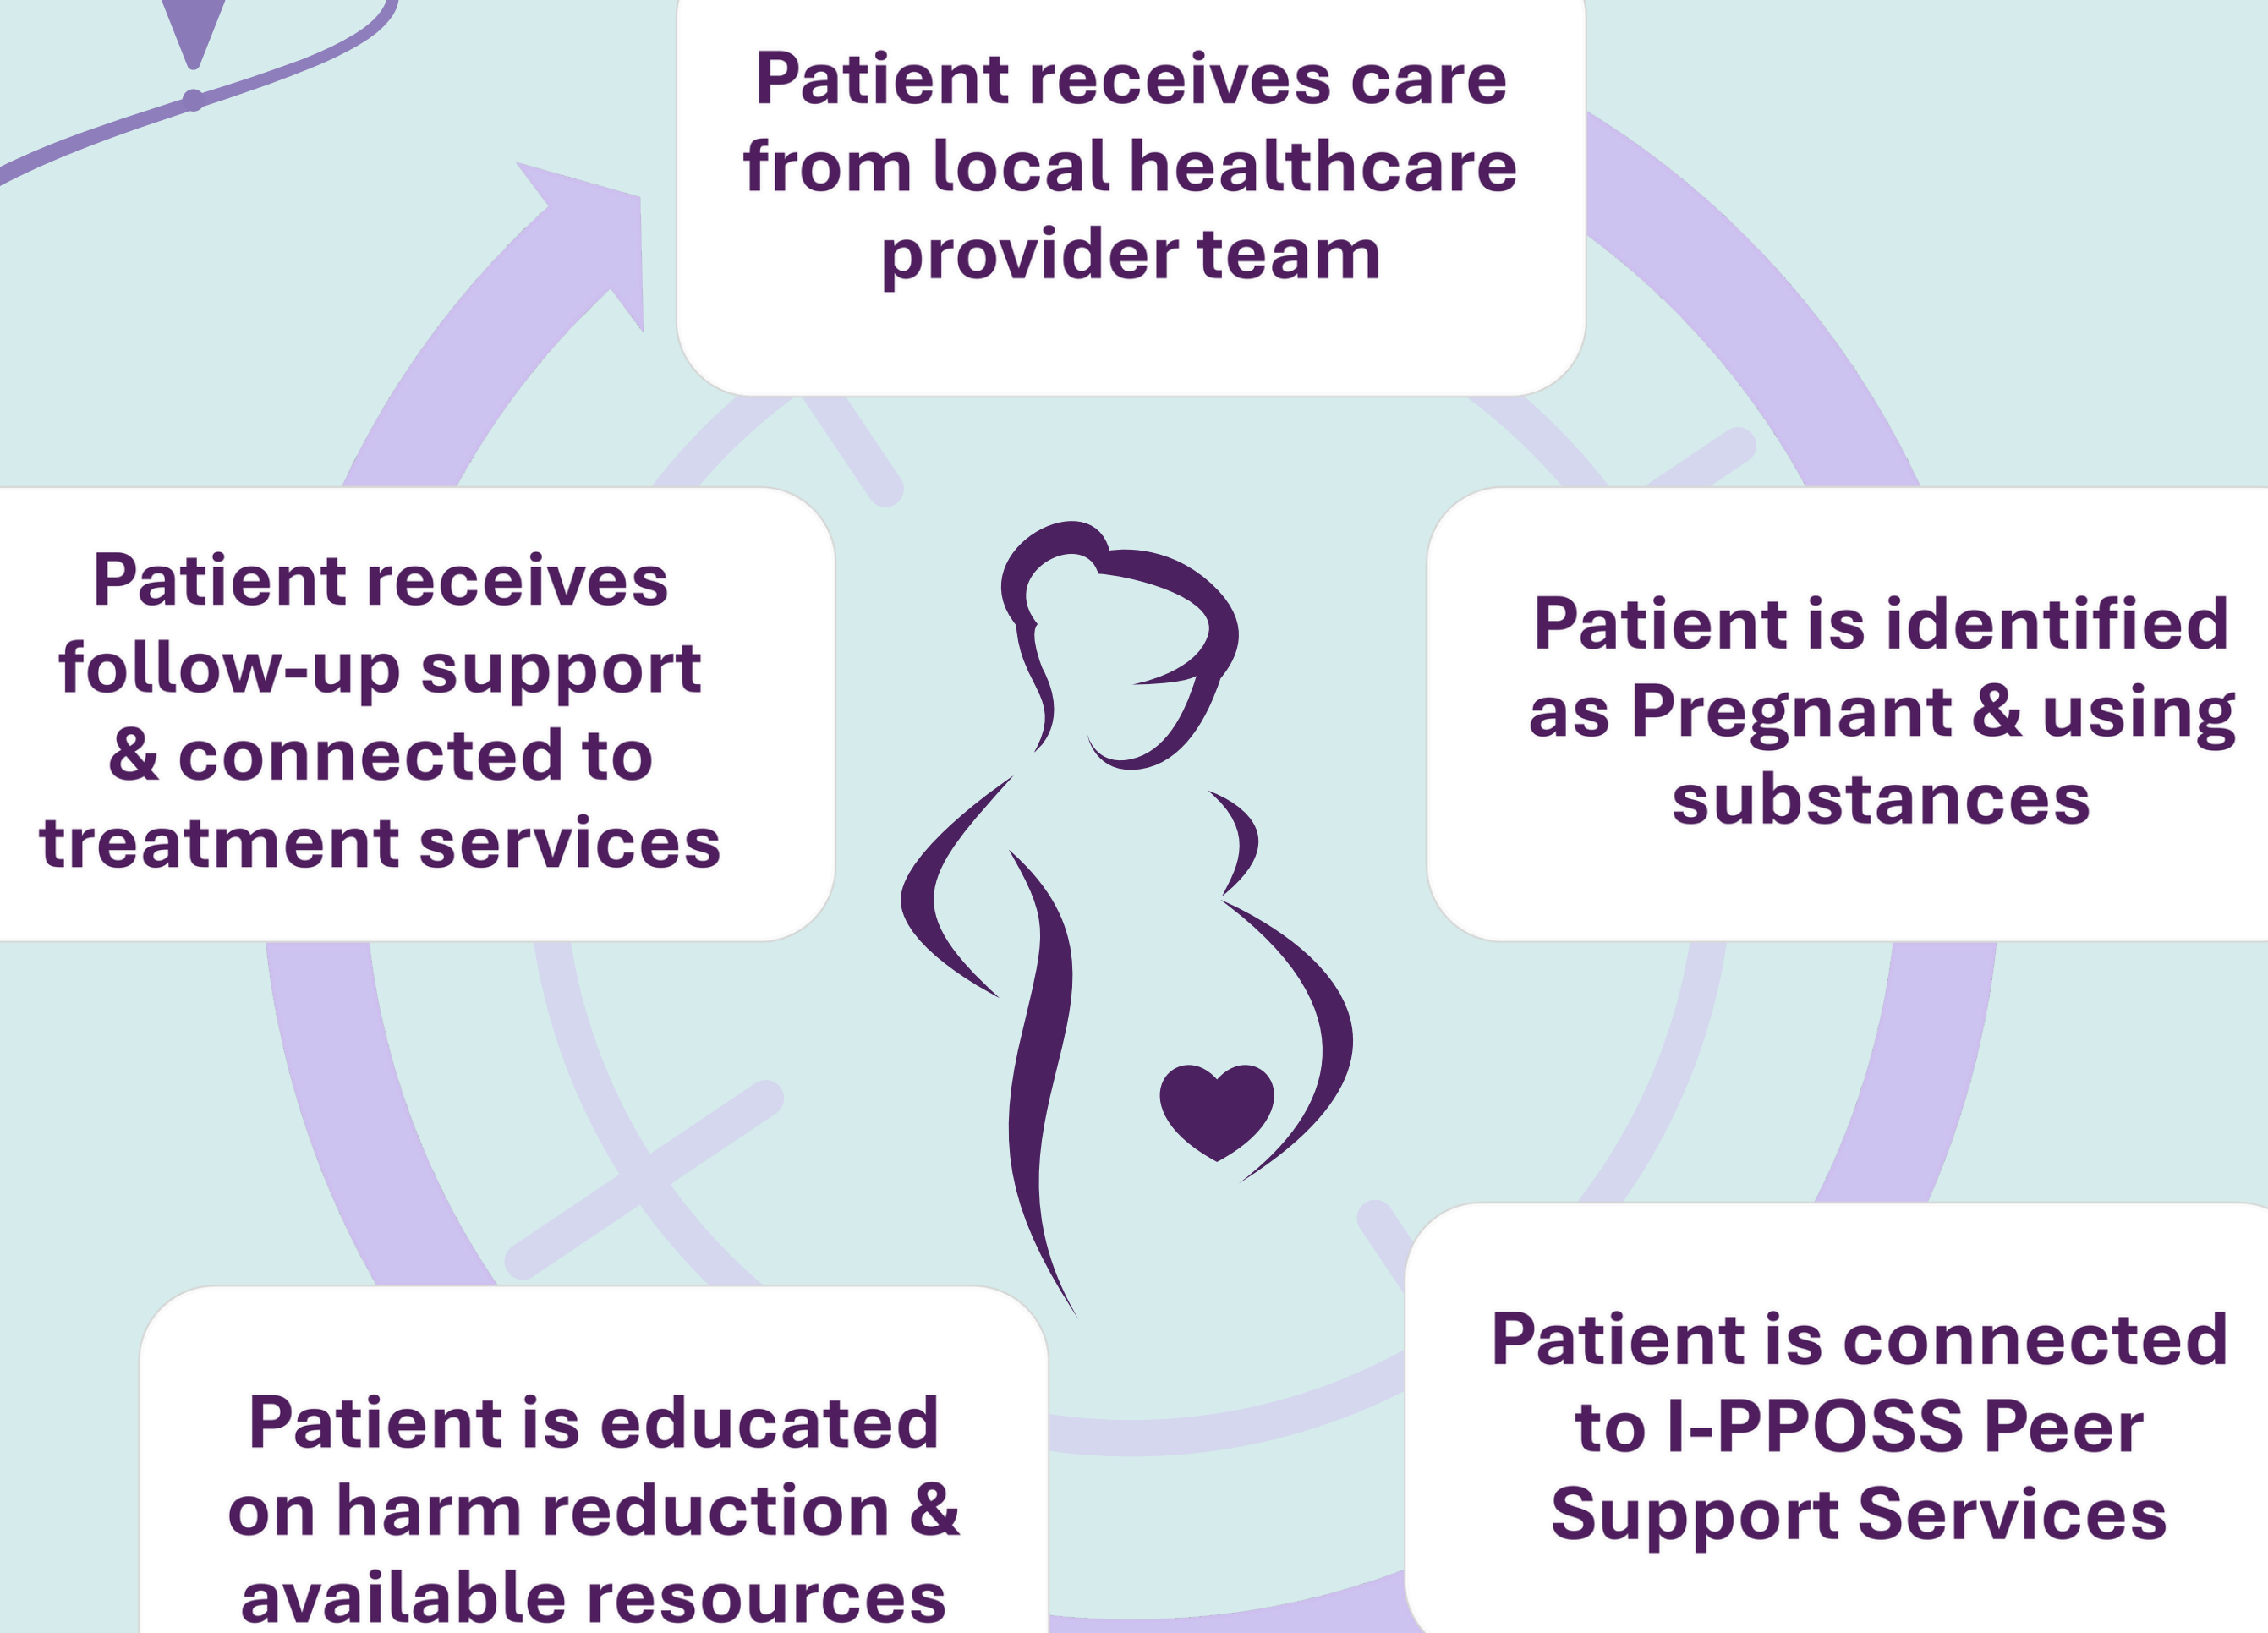 Patient receives care
from local healthcare
provider team
Patient is identified
as Pregnant & using
substances
Patient is connected
to I-PPOSS Peer
Support Services
Patient is educated
on harm reduction &
available resources
Patient receives
follow-up support
& connected to
treatment services